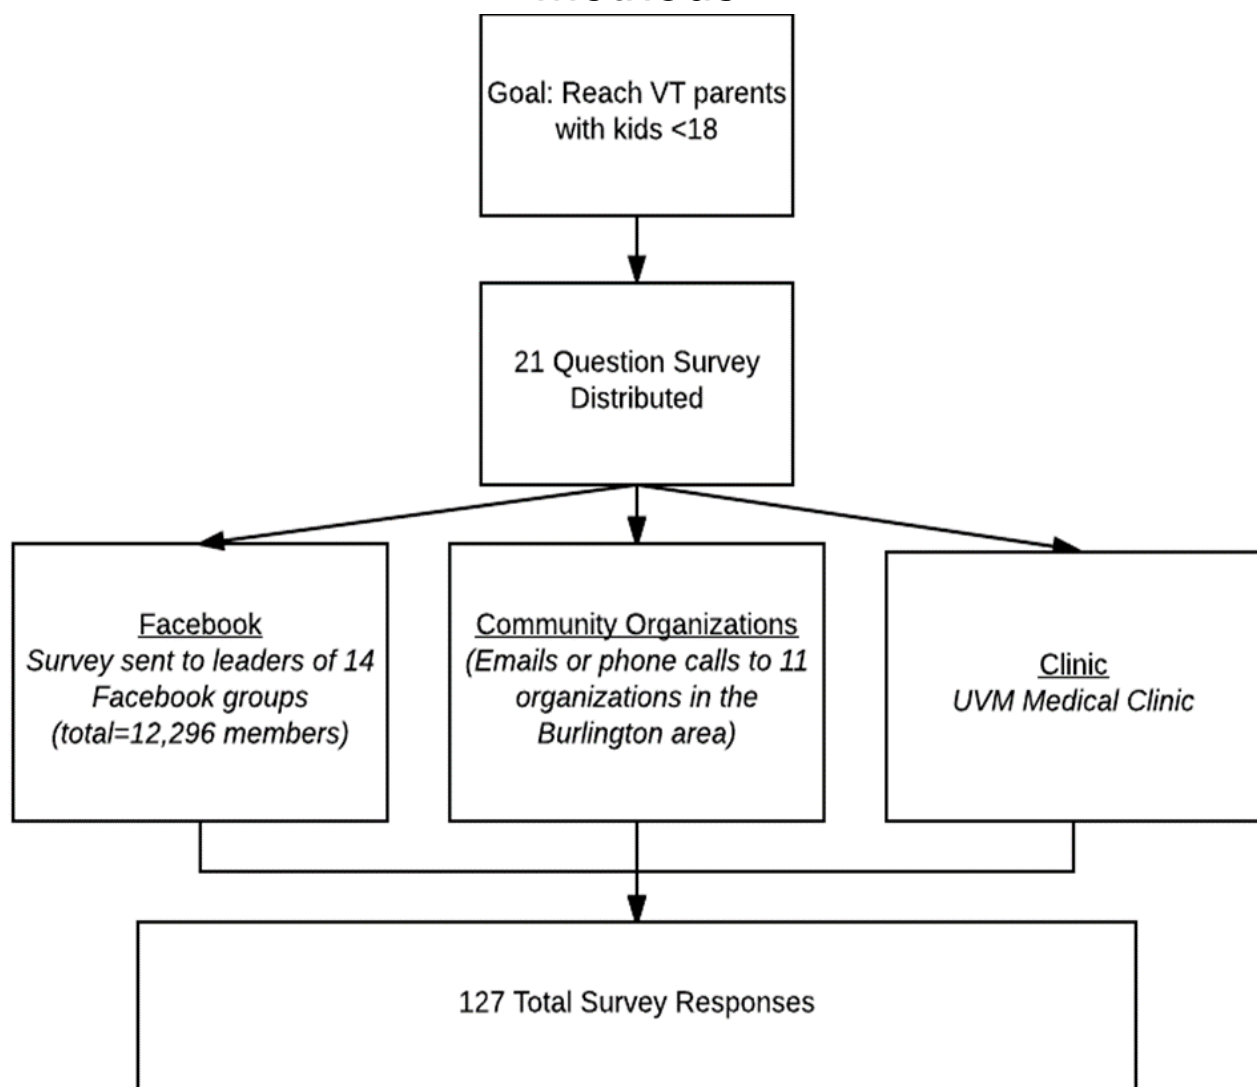 Goal: Reach VT parents
with kids <18
21 Question Survey
Distributed
Facebook
Survey sent to leaders of 14
Facebook groups
(total=12,296 members)
Community Organizations
(Emails or phone calls to 11
organizations in the
Burlington area)
Clinic
UVM Medical Clinic
127 Total Survey Responses